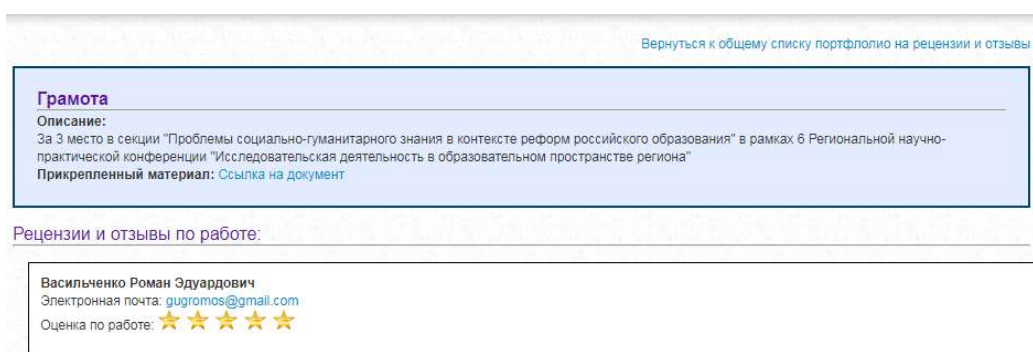 Вернуться к общему списку портфполио на рецензии и отзывы
Грамота
Описание:
За 3 место в секции "Проблемы социально-гуманитарного знания в контексте реформ российского образования" в рамках 6 Региональной научно-
практической конференции "Исследовательская деятельность в образовательном пространстве региона"
Прикрепленный материал: Ссылка на документ
Рецензии и отзывы по работе:
Васильченко Роман Эдуардович
Электронная почта: gugromos@gmail.com
Оценка по работе: